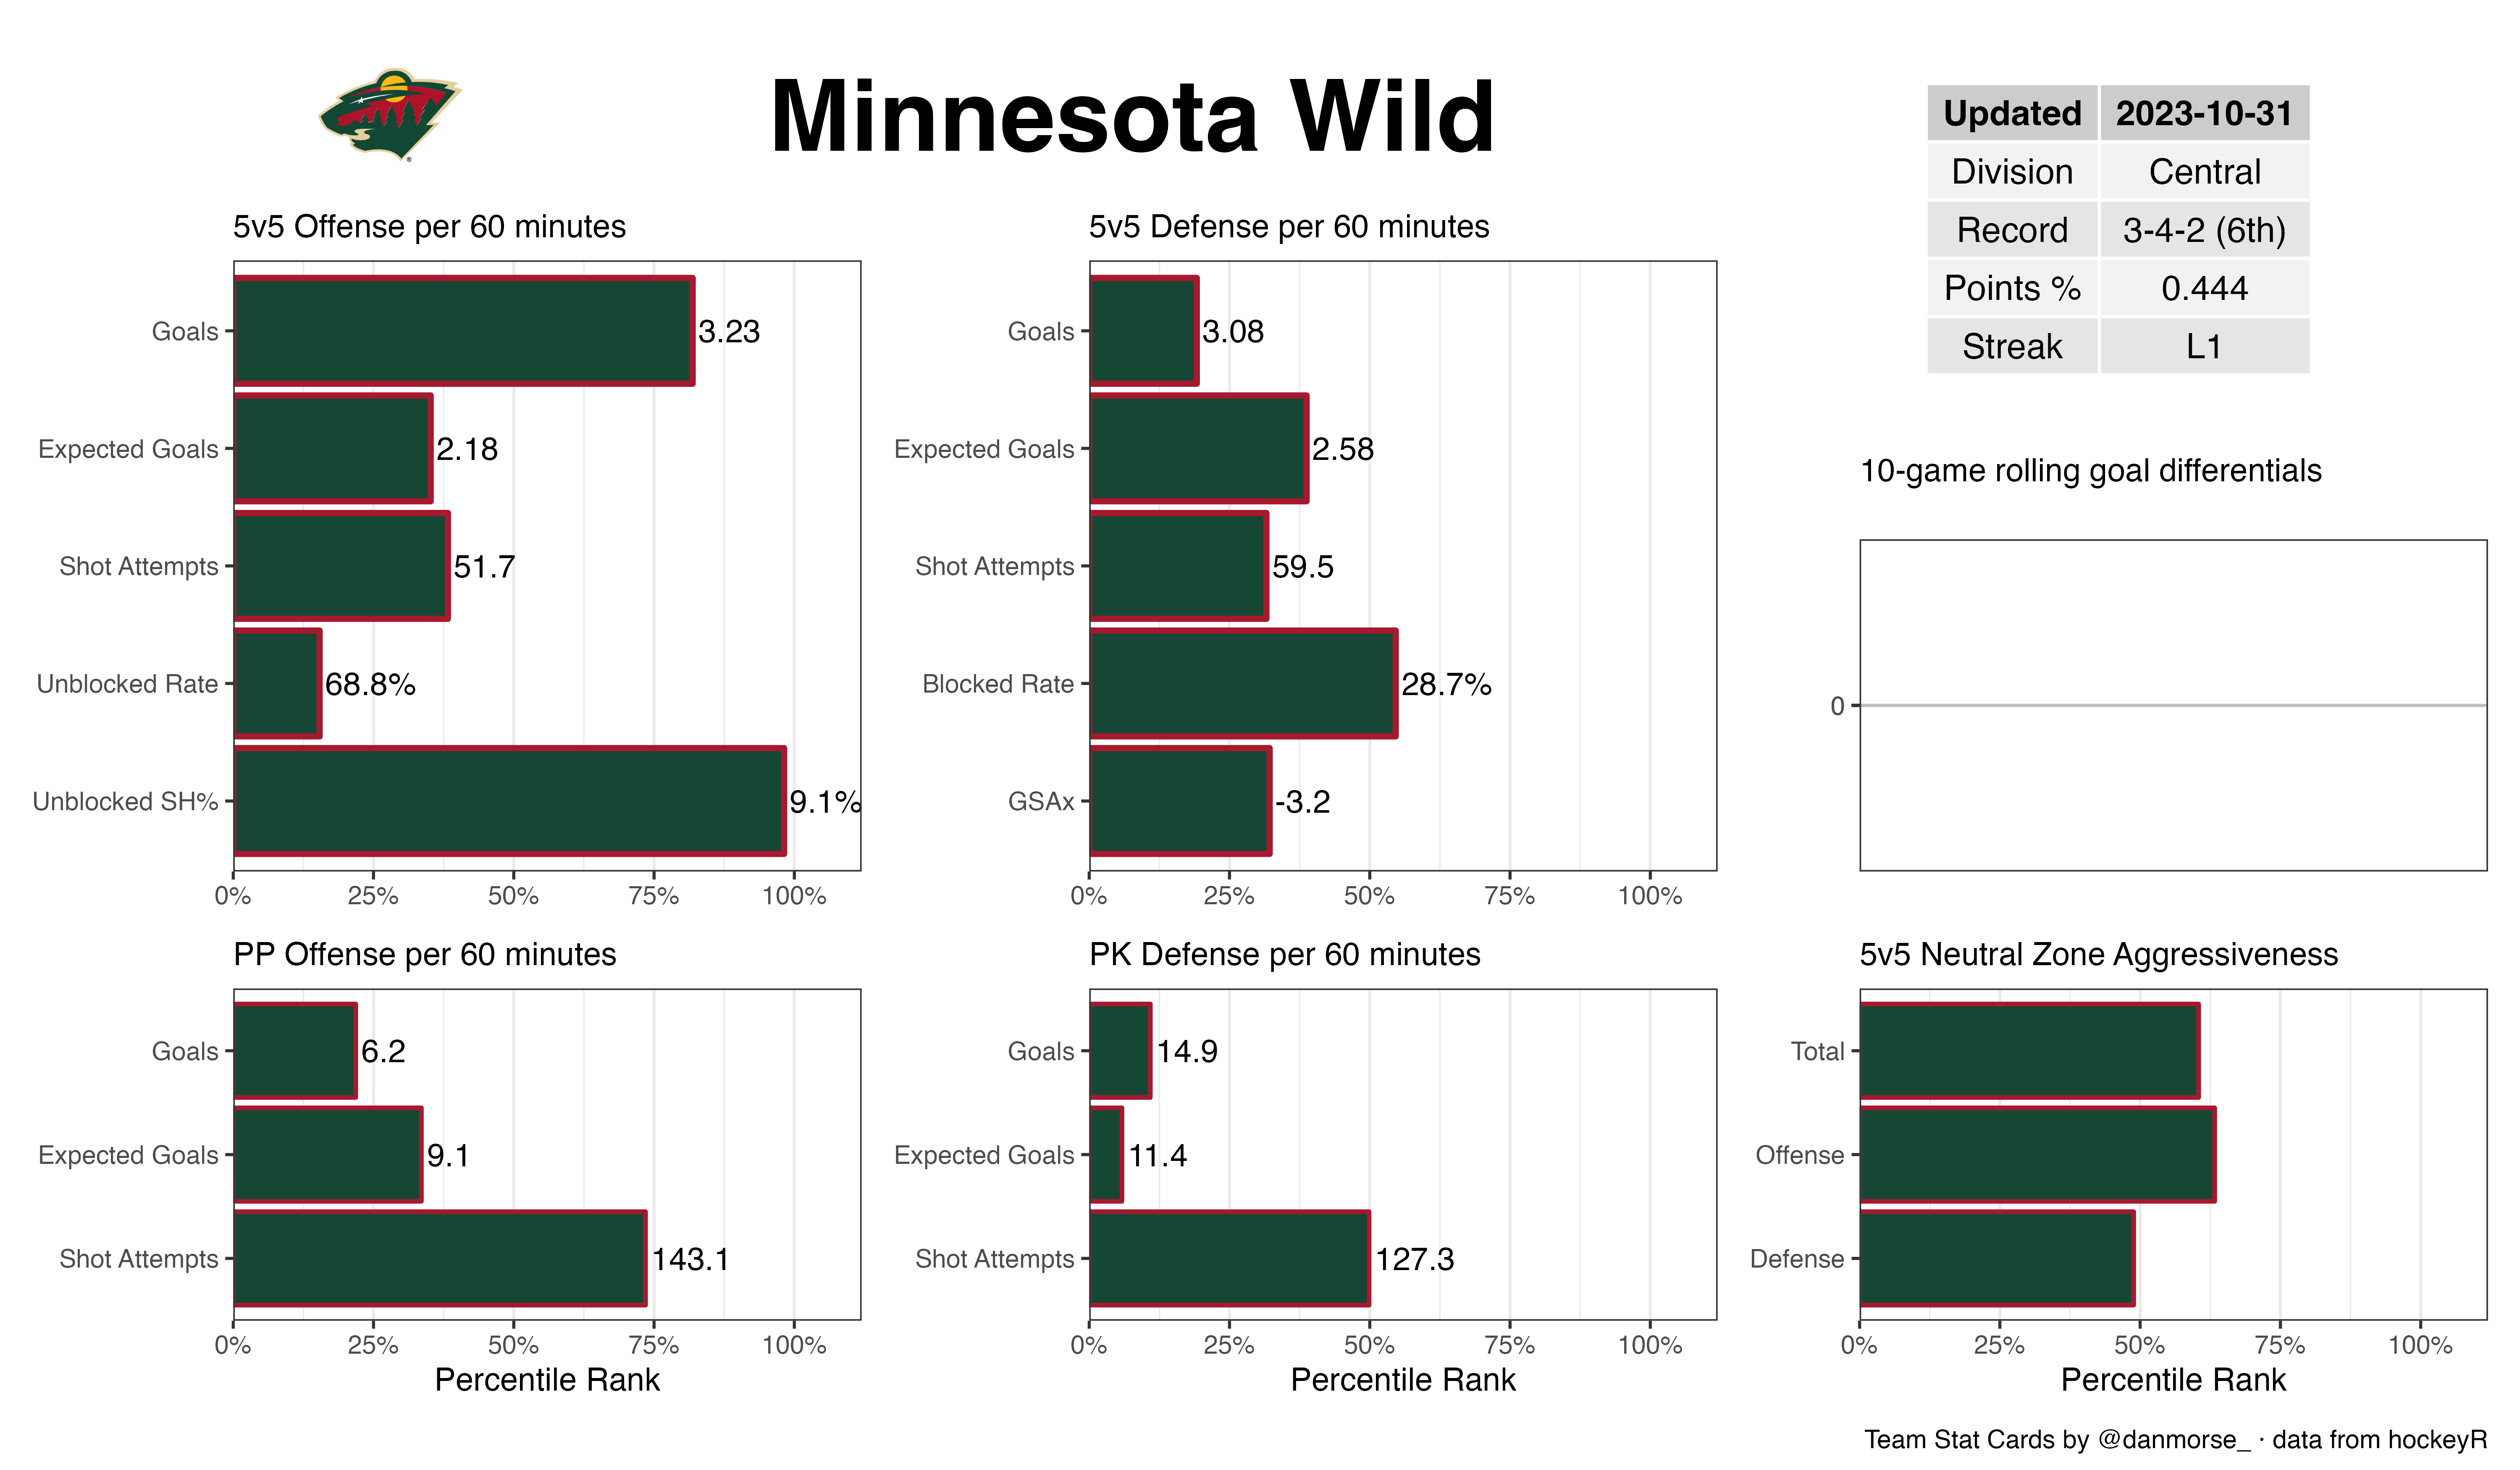 Minnesota Wild
Updated 2023-10-31
Division Central
Record 3-4-2 (6th)
Points % 0.444
Streak L1
5v5 Offense per 60 minutes
Goals 3.23
Expected Goals 2.18
Shot Attempts 51.7
Unblocked Rate 68.8%
Unblocked SH% 9.1%
0% 25% 50% 75% 100%
5v5 Defense per 60 minutes
Goals 3.08
Expected Goals 2.58
Shot Attempts 59.5
Blocked Rate 28.7%
GSAx -3.2
0% 25% 50% 75% 100%
10-game rolling goal differentials
0
PP Offense per 60 minutes
Goals 6.2
Expected Goals 9.1
Shot Attempts 143.1
0% 25% 50% 75% 100%
Percentile Rank
PK Defense per 60 minutes
Goals 14.9
Expected Goals 11.4
Shot Attempts 127.3
0% 25% 50% 75% 100%
Percentile Rank
5v5 Neutral Zone Aggressiveness
Total
Offense
Defense
0% 25% 50% 75% 100%
Percentile Rank
Team Stat Cards by @danmorse_ · data from hockeyR